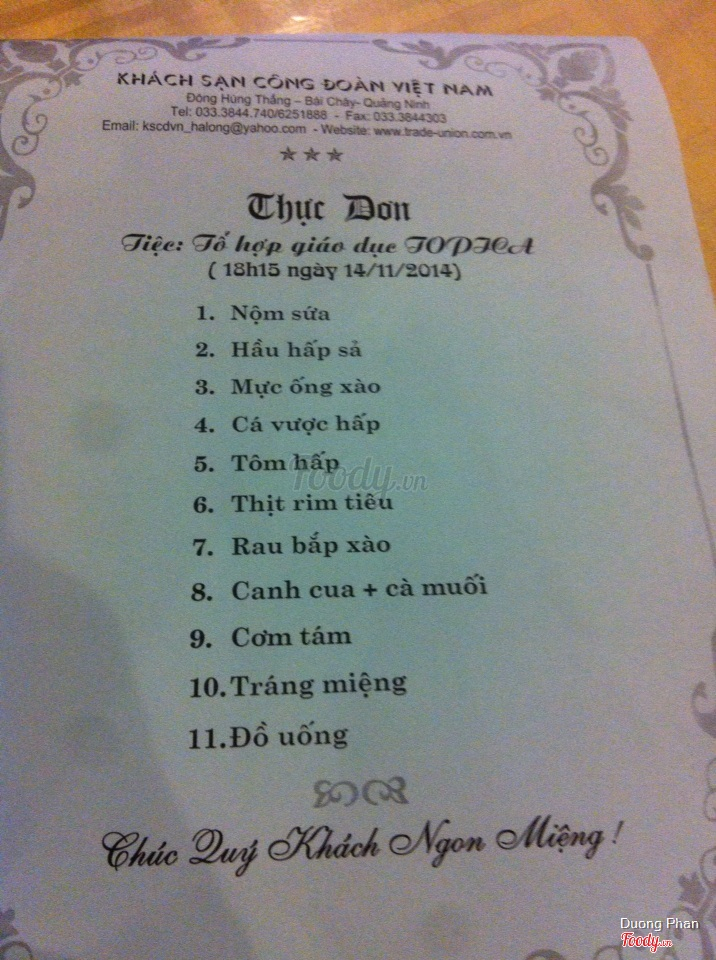 KHÁCH SẠN CÔNG ĐOÀN VIỆT NAM
Đông Hùng Thắng – Bãi Cháy- Quảng Ninh
Tel: 033.3844.740/6251888 - Fax: 033.3844303
Email: kscdvn_halong@yahoo.com - Website: www.trade-union.com.vn
Thực Đơn
Tiệc: Tổ hợp giáo dục TOPICA
( 18h15 ngày 14/11/2014)
1. Nộm sứa
2. Hầu hấp sả
3. Mực ống xào
4. Cá vược hấp
5. Tôm hấp
Foody.vn
6. Thịt rim tiêu
7. Rau bắp xào
8. Canh cua + cà muối
9. Cơm tám
10. Tráng miệng
11. Đồ uống
Chúc Quý Khách Ngon Miệng !
Duong Phan
Foody.vn